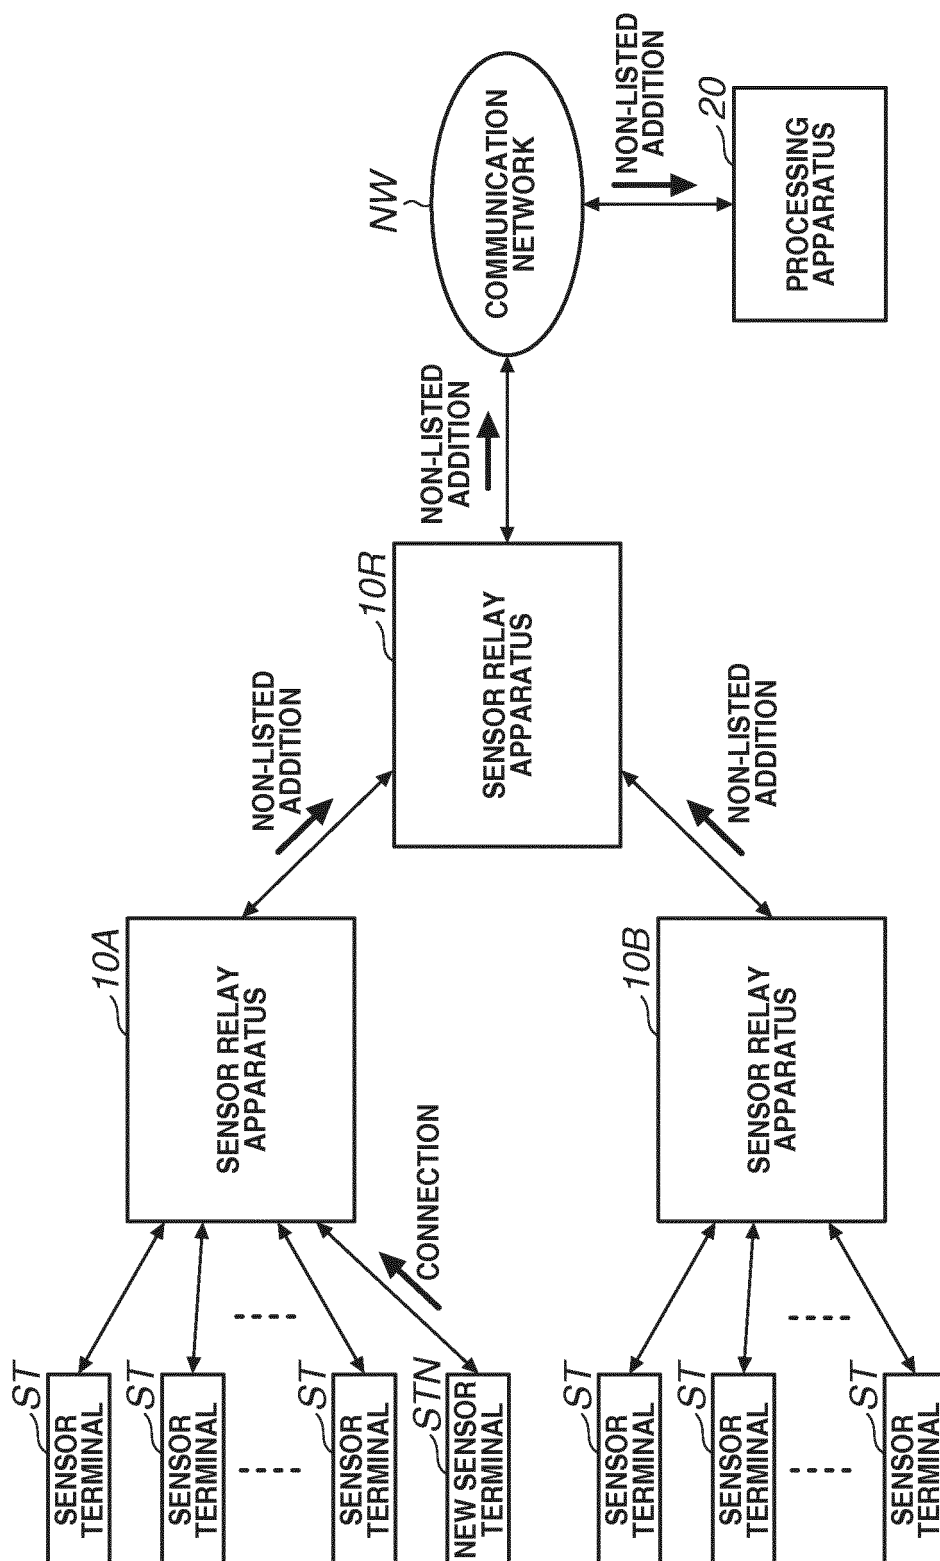 NW
COMMUNICATION
NETWORK
NON-LISTED
ADDITION
20
PROCESSING
APPARATUS
NON-LISTED
ADDITION
10R
SENSOR RELAY
APPARATUS
NON-LISTED
ADDITION
NON-LISTED
ADDITION
10A
SENSOR RELAY
APPARATUS
10B
SENSOR RELAY
APPARATUS
CONNECTION
ST
SENSOR
TERMINAL
ST
SENSOR
TERMINAL
ST
SENSOR
TERMINAL
STN
NEW SENSOR
TERMINAL
ST
SENSOR
TERMINAL
ST
SENSOR
TERMINAL
ST
SENSOR
TERMINAL